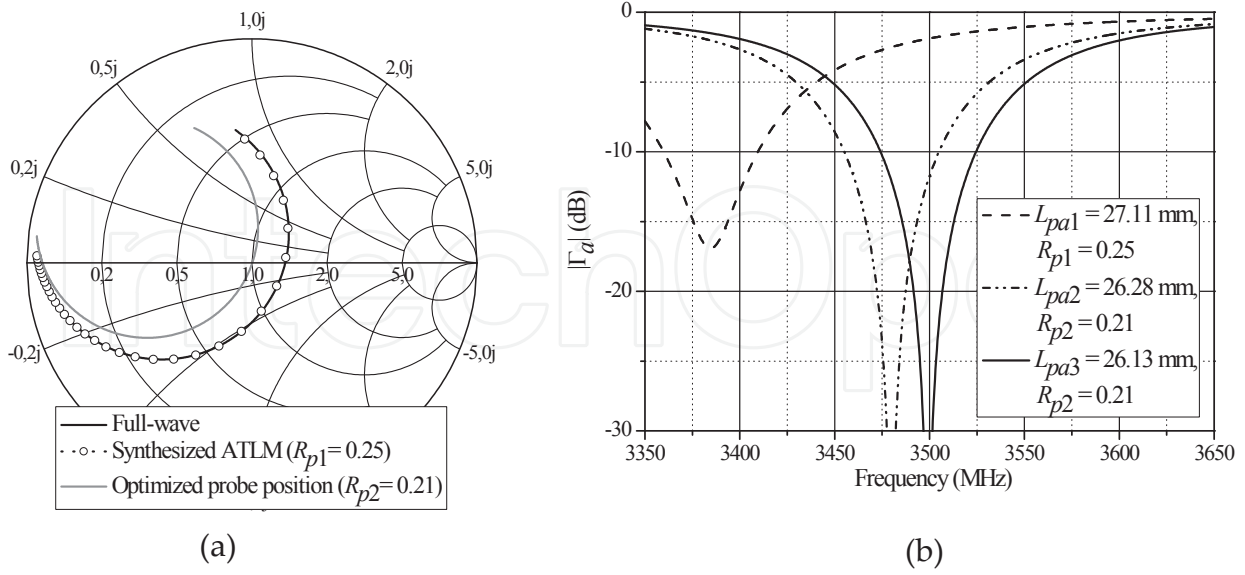 1,0j
0,5j
2,0j
0,2j
5,0j
0,2
0,5
1,0
2,0
5,0
-0,2j
-5,0j
Full-wave
Synthesized ATLM (Rp1= 0.25)
Optimized probe position (Rp2= 0.21)
(a)
|Γa| (dB)
0
-10
-20
-30
3350 3400 3450 3500 3550 3600 3650
Frequency (MHz)
Lpa1 = 27.11 mm,
Rp1 = 0.25
Lpa2 = 26.28 mm,
Rp2 = 0.21
Lpa3 = 26.13 mm,
Rp2 = 0.21
(b)